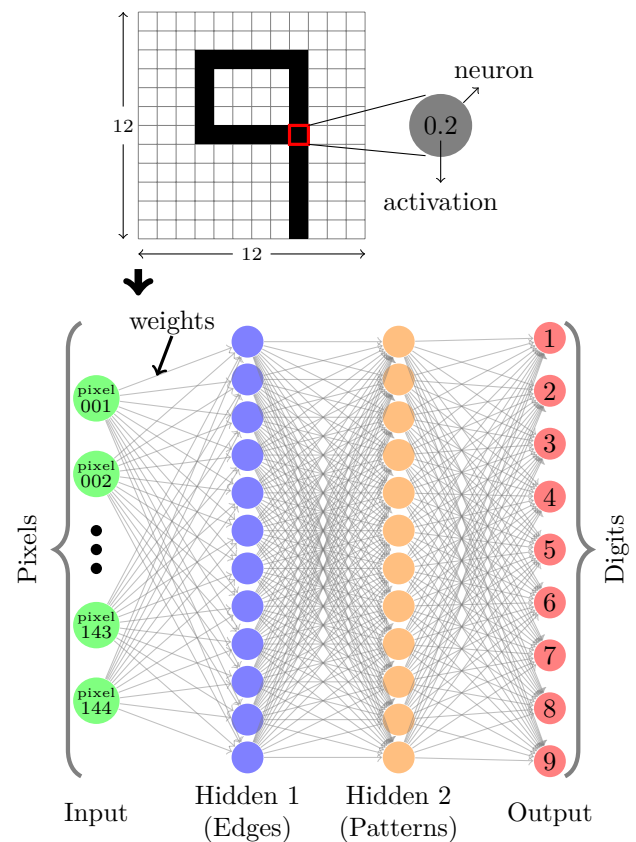 neuron
0.2
12
activation
12
weights
1
pixel
001
2
pixel
002
3
4
Pixels
5
Digits
6
pixel
143
7
pixel
144
8
9
Input
Hidden 1
(Edges)
Hidden 2
(Patterns)
Output